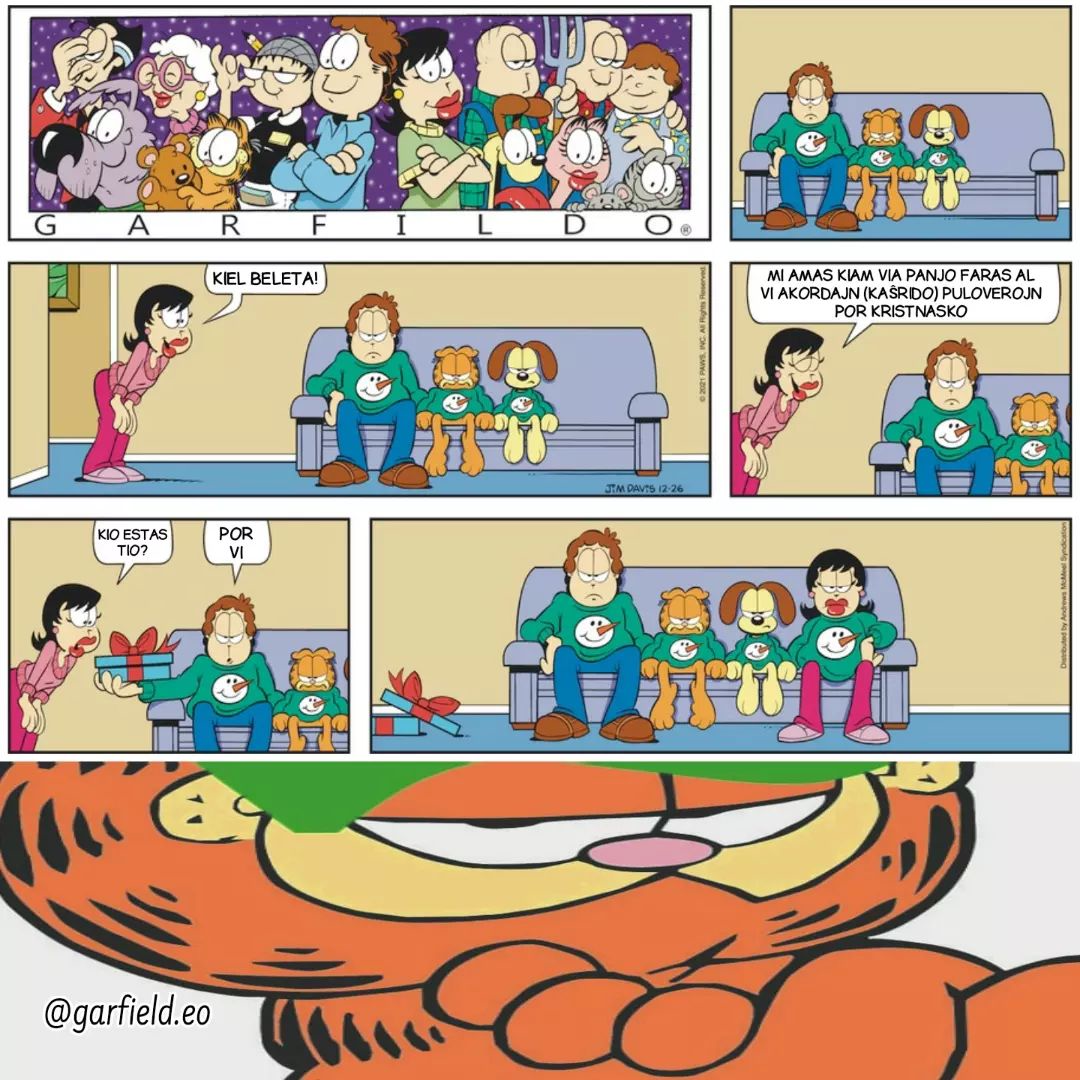 GARFILDO®
KIEL BELETA!
© 2021 PAWS, INC. All Rights Reserved.
JIM DAVIS 12-26
MI AMAS KIAM VIA PANJO FARAS AL
VI AKORDAJN (KAŜRIDO) PULOVEROJN
POR KRISTNASKO
KIO ESTAS
TIO?
POR
VI
Distributed by Andrews McMeel Syndication
@garfield.eo